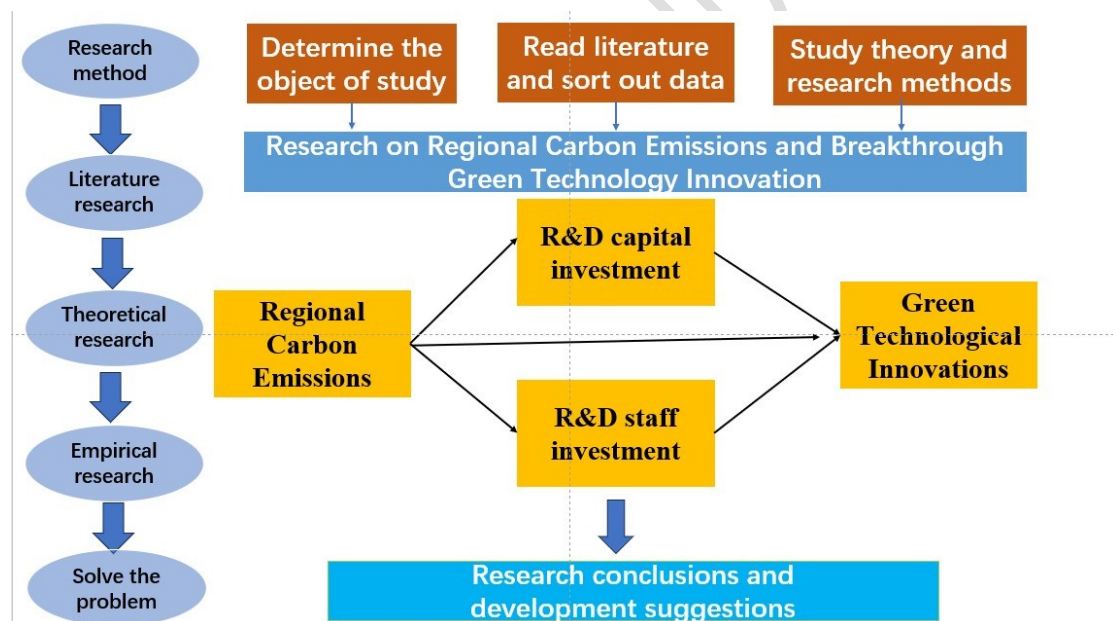 Research
method
Determine the
object of study
Read literature
and sort out data
Study theory and
research methods
Research on Regional Carbon Emissions and Breakthrough
Green Technology Innovation
Literature
research
R&D capital
investment
Theoretical
research
Regional
Carbon
Emissions
Green
Technological
Innovations
R&D staff
investment
Empirical
research
Solve the
problem
Research conclusions and
development suggestions